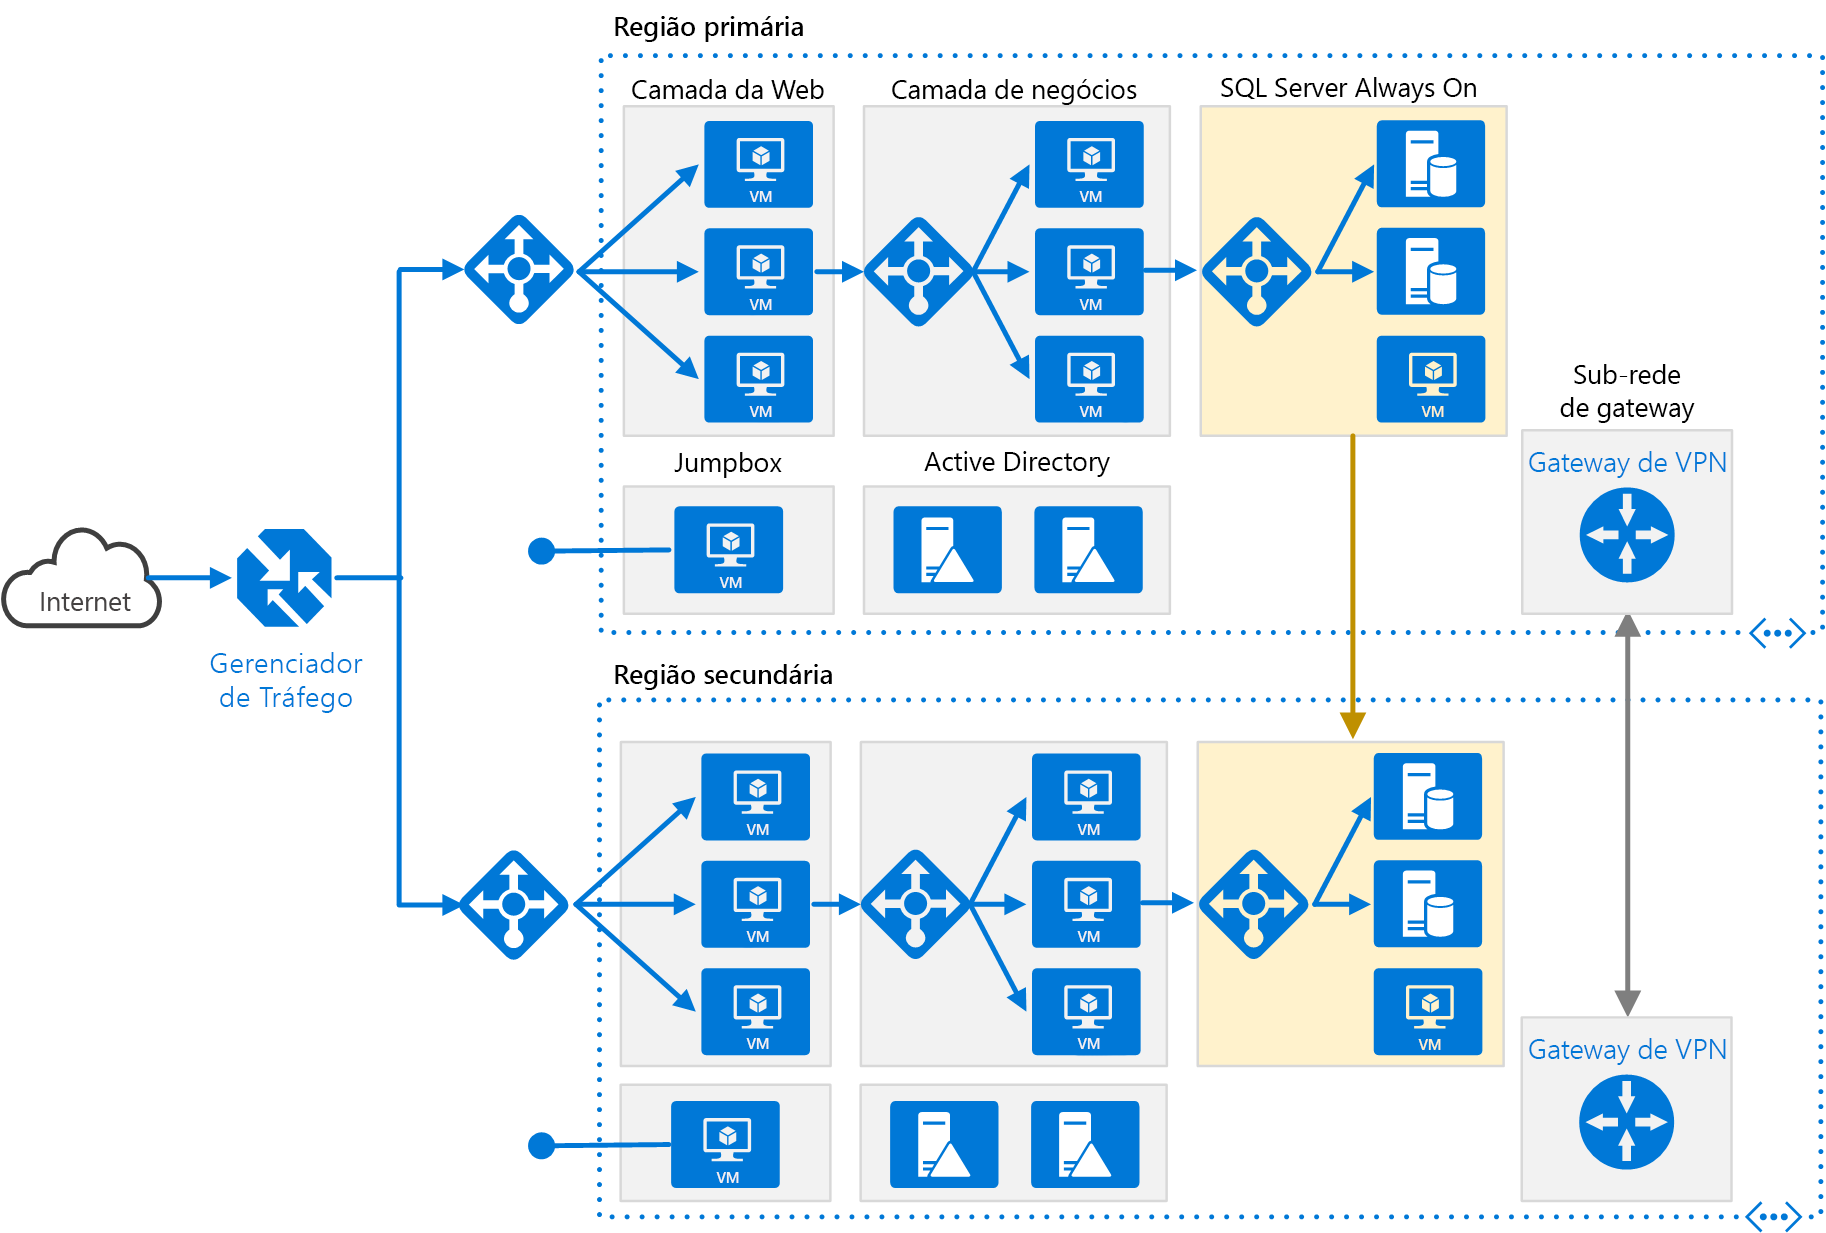 Região primária
Camada da Web
Camada de negócios
SQL Server Always On
VM
VM
VM
VM
VM
VM
VM
Sub-rede
de gateway
Gateway de VPN
Jumpbox
Active Directory
VM
Internet
Gerenciador
de Tráfego
Região secundária
VM
VM
VM
VM
VM
VM
VM
Gateway de VPN
VM